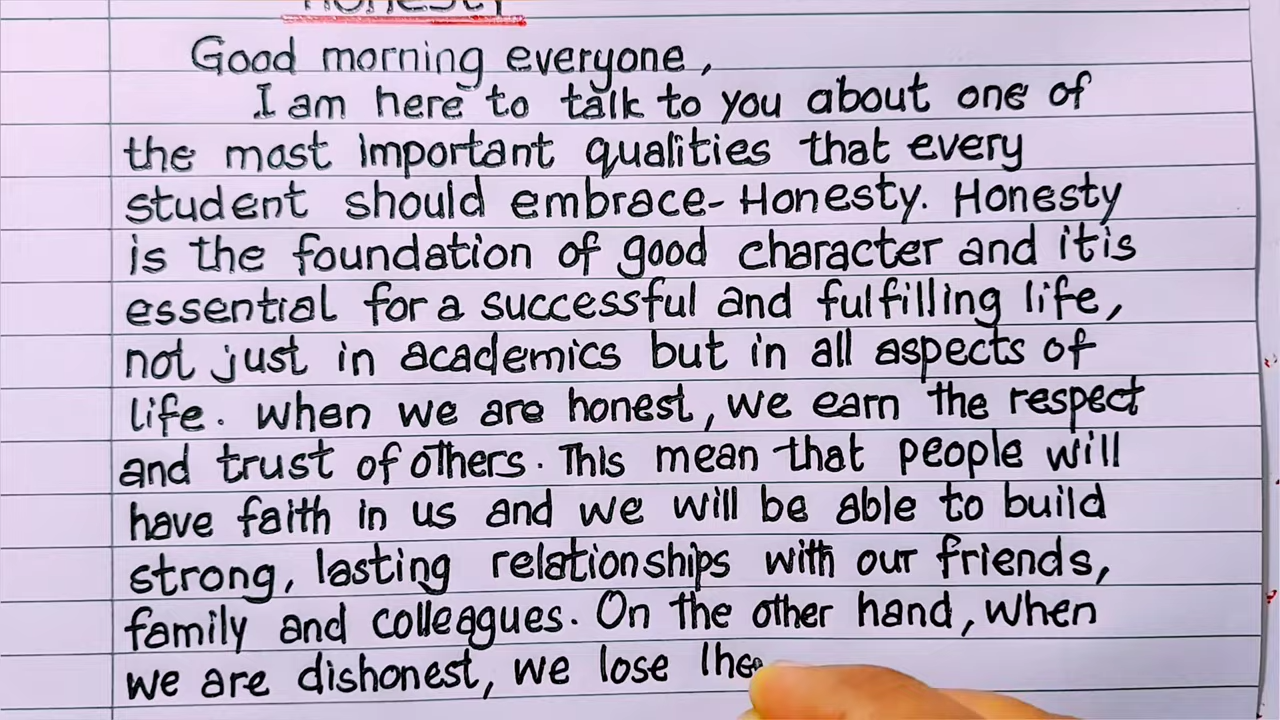 Honesty
Good morning everyone,
I am here to talk to you about one of
the most important qualities that every
student should embrace- Honesty. Honesty
is the foundation of good character and itis
essential for a successful and fulfilling life,
not just in academics but in all aspects of
life. When we are honest, we earn the respect
and trust of others. This mean that people will
have faith in us and we will be able to build
strong, lasting relationships with our friends,
family and colleagues. On the other hand, when
we are dishonest, we lose